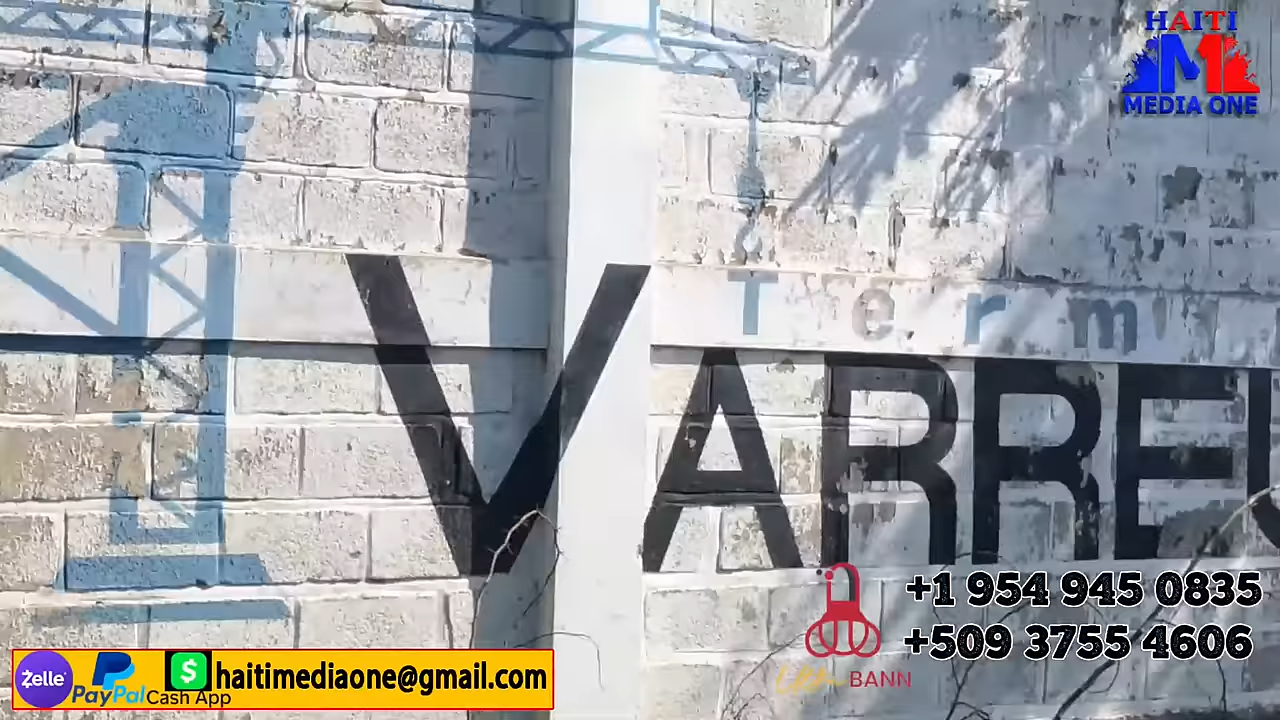 HAITI
MEDIA ONE
Term
VARREU
+1 954 945 0835
+509 3755 4606
BANN
Zelle
PayPal
$
Cash App
haitimediaone@gmail.com